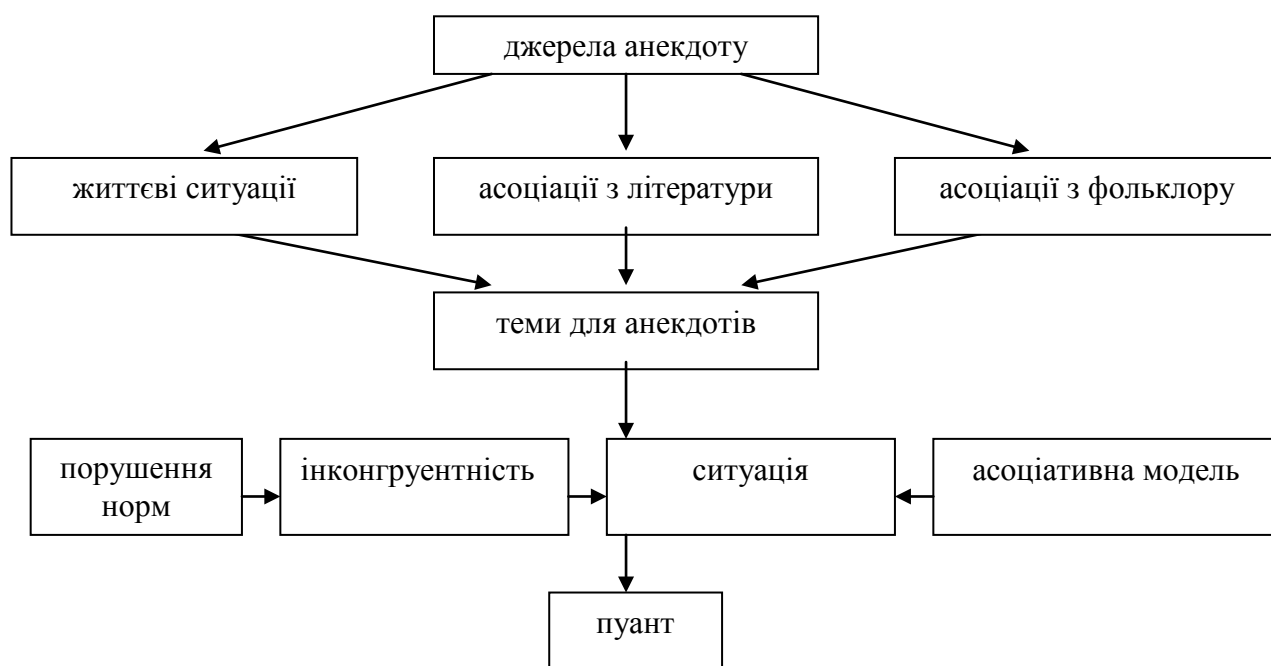 джерела анекдоту
життєві ситуації
асоціації з літератури
асоціації з фольклору
теми для анекдотів
порушення
норм
інконгруентність
ситуація
асоціативна модель
пуант